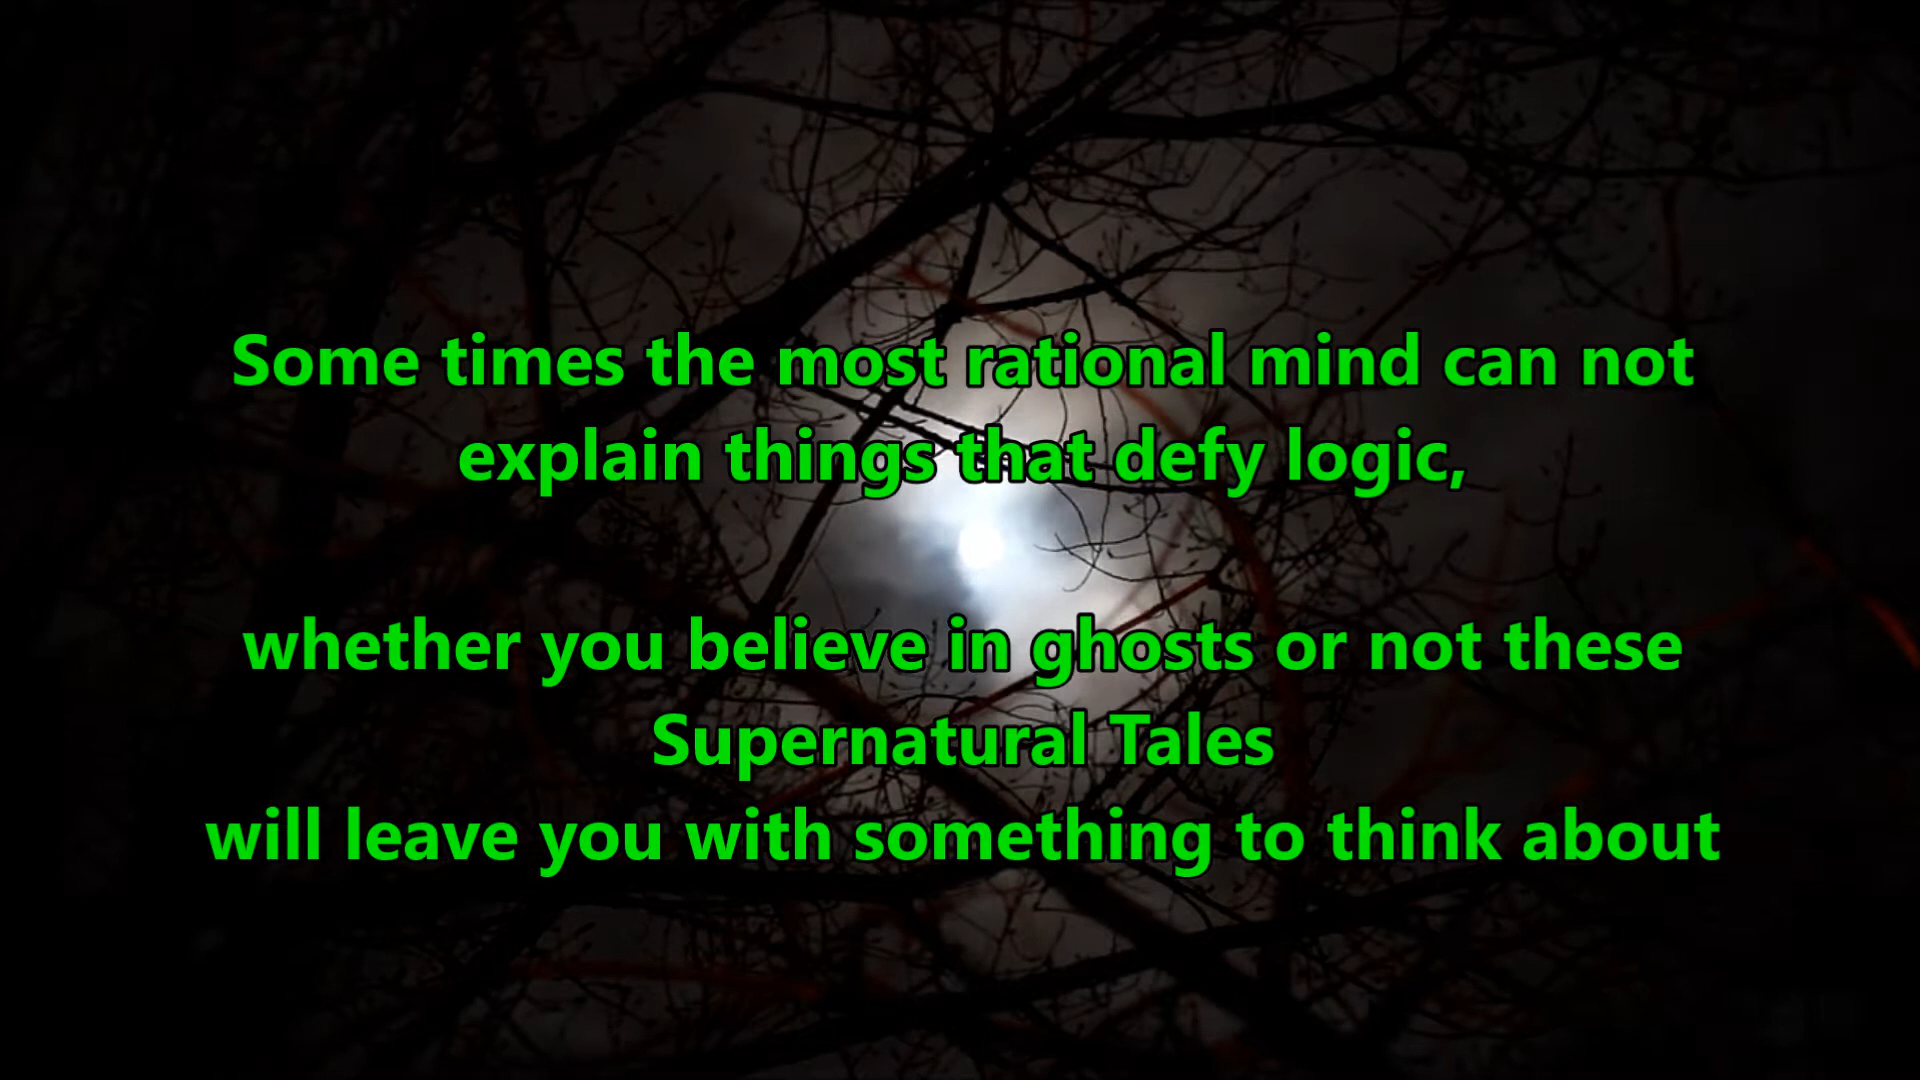 Some times the most rational mind can not
explain things that defy logic,
whether you believe in ghosts or not these
Supernatural Tales
will leave you with something to think about